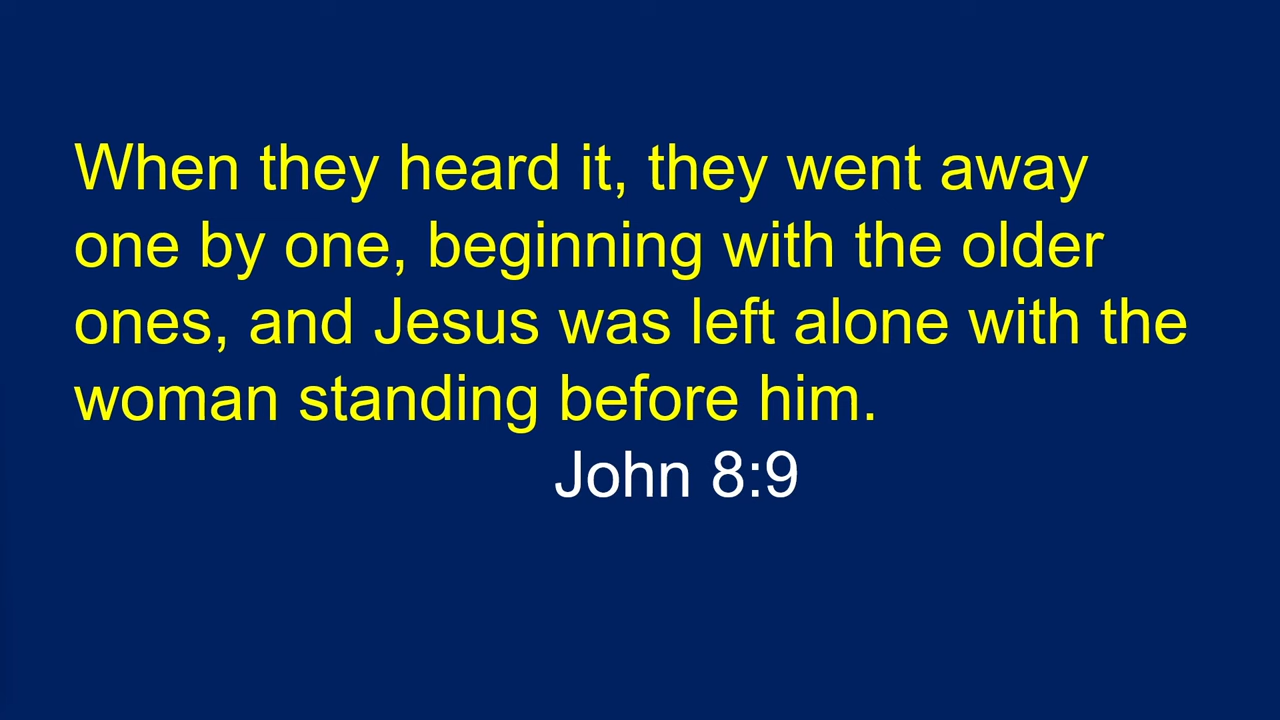 When they heard it, they went away
one by one, beginning with the older
ones, and Jesus was left alone with the
woman standing before him.
John 8:9